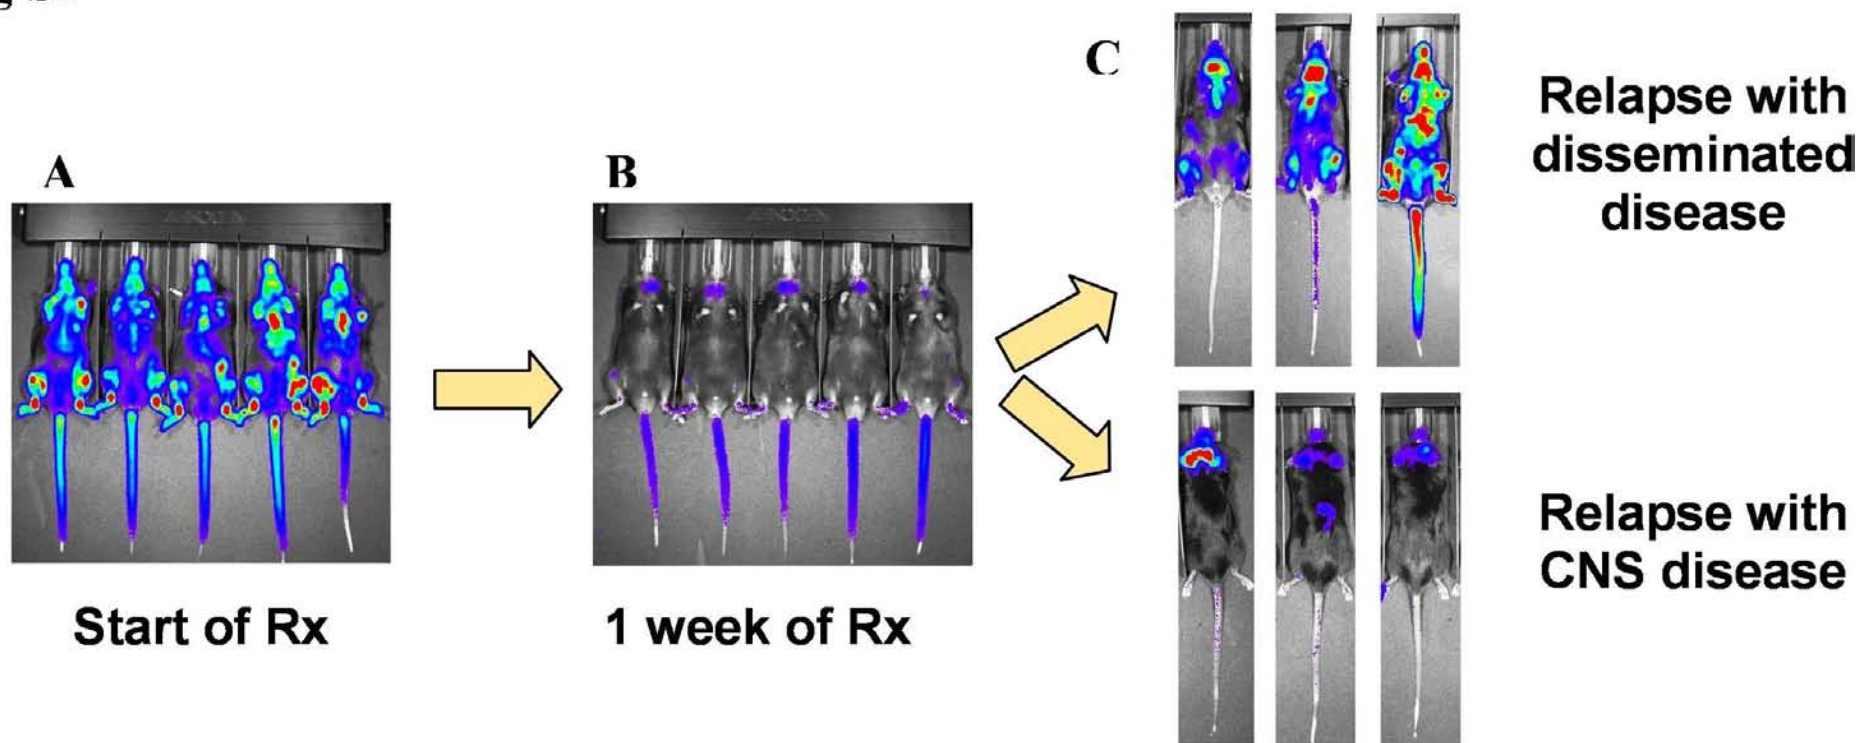 A
Start of Rx
B
1 week of Rx
C
Relapse with
disseminated
disease
Relapse with
CNS disease